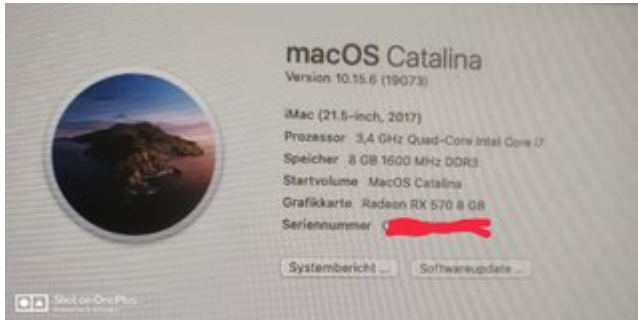 macOS Catalina
Version 10.15.6 (19G73)
iMac (21.5-inch, 2017)
Prozessor 3,4 GHz Quad-Core Intel Core i7
Speicher 8 GB 1600 MHz DDR3
Startvolume MacOS Catalina
Grafikkarte Radeon RX 570 8 GB
Seriennummer
Systembericht ...
Softwareupdate ...
Shot on OnePlus